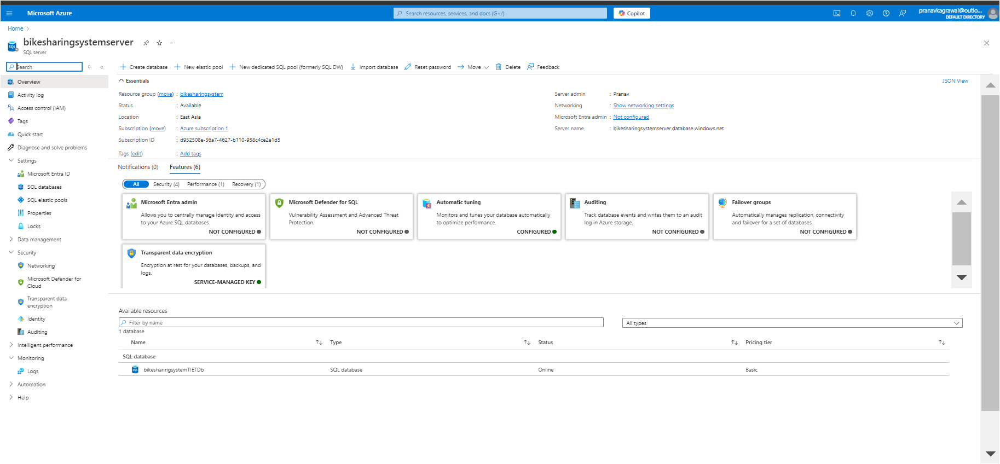 Microsoft Azure
Search resources, services, and docs (G+/)
Copilot
pranavkagrawal@outlo...
DEFAULT DIRECTORY
Home
bikesharingsystemserver
SQL server
Search
Create database
New elastic pool
New dedicated SQL pool (formerly SQL DW)
Import database
Reset password
Move
Delete
Feedback
Overview
Activity log
Access control (IAM)
Tags
Quick start
Diagnose and solve problems
Settings
Microsoft Entra ID
SQL databases
SQL elastic pools
Properties
Locks
Data management
Security
Networking
Microsoft Defender for
Cloud
Transparent data
encryption
Identity
Auditing
Intelligent performance
Monitoring
Logs
Automation
Help
Essentials
JSON View
Resource group (move) : bikesharingsystem
Status : Available
Location : East Asia
Subscription (move) : Azure subscription 1
Subscription ID : d952508e-36a7-4627-b110-958c4ce2e1d5
Tags (edit) : Add tags
Server admin : Pranav
Networking : Show networking settings
Microsoft Entra admin : Not configured
Server name : bikesharingsystemserver.database.windows.net
Notifications (0)
Features (6)
All
Security (4)
Performance (1)
Recovery (1)
Microsoft Entra admin
Allows you to centrally manage identity and access
to your Azure SQL databases.
NOT CONFIGURED
Microsoft Defender for SQL
Vulnerability Assessment and Advanced Threat
Protection.
NOT CONFIGURED
Automatic tuning
Monitors and tunes your database automatically
to optimize performance.
CONFIGURED
Auditing
Track database events and writes them to an audit
log in Azure storage.
NOT CONFIGURED
Failover groups
Automatically manages replication, connectivity
and failover for a set of databases.
NOT CONFIGURED
Transparent data encryption
Encryption at rest for your databases, backups, and
logs.
SERVICE-MANAGED KEY
Available resources
Filter by name
All types
1 database
Name
Type
Status
Pricing tier
SQL database
bikesharingsystemTIETDb
SQL database
Online
Basic